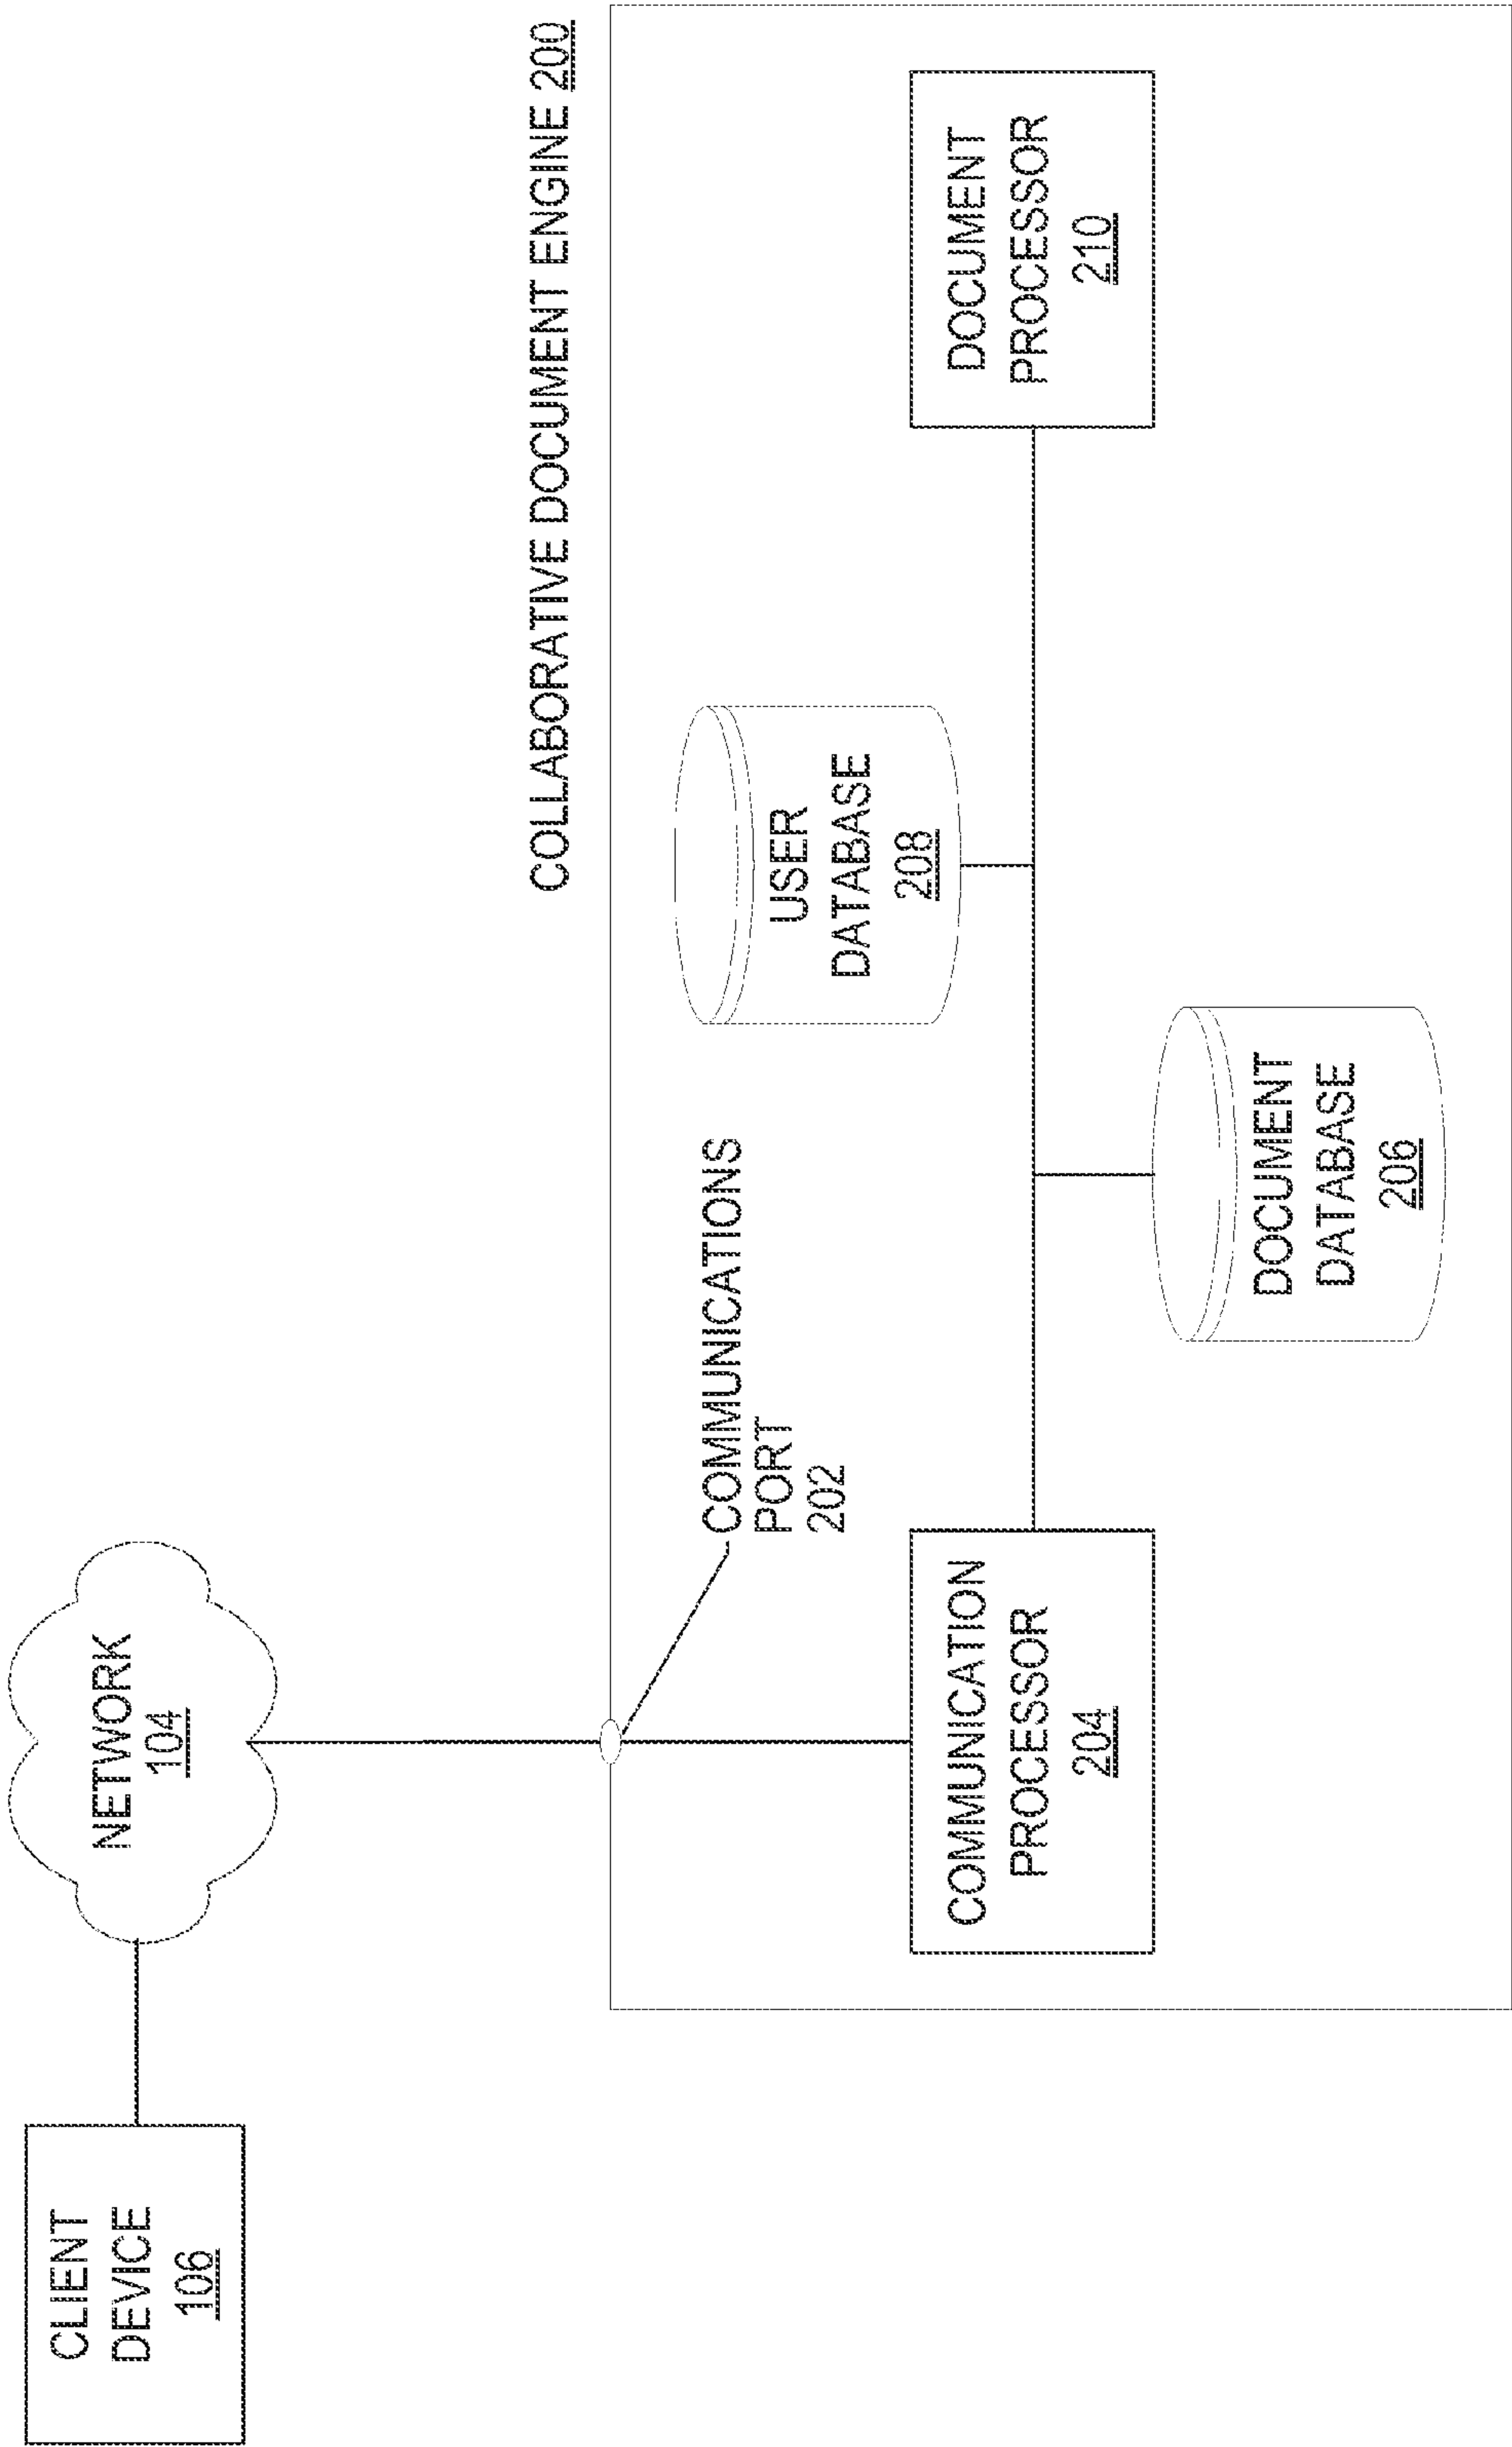 CLIENT
DEVICE
106
NETWORK
104
COLLABORATIVE DOCUMENT ENGINE 200
COMMUNICATIONS
PORT
202
USER
DATABASE
208
COMMUNICATION
PROCESSOR
204
DOCUMENT
PROCESSOR
210
DOCUMENT
DATABASE
206